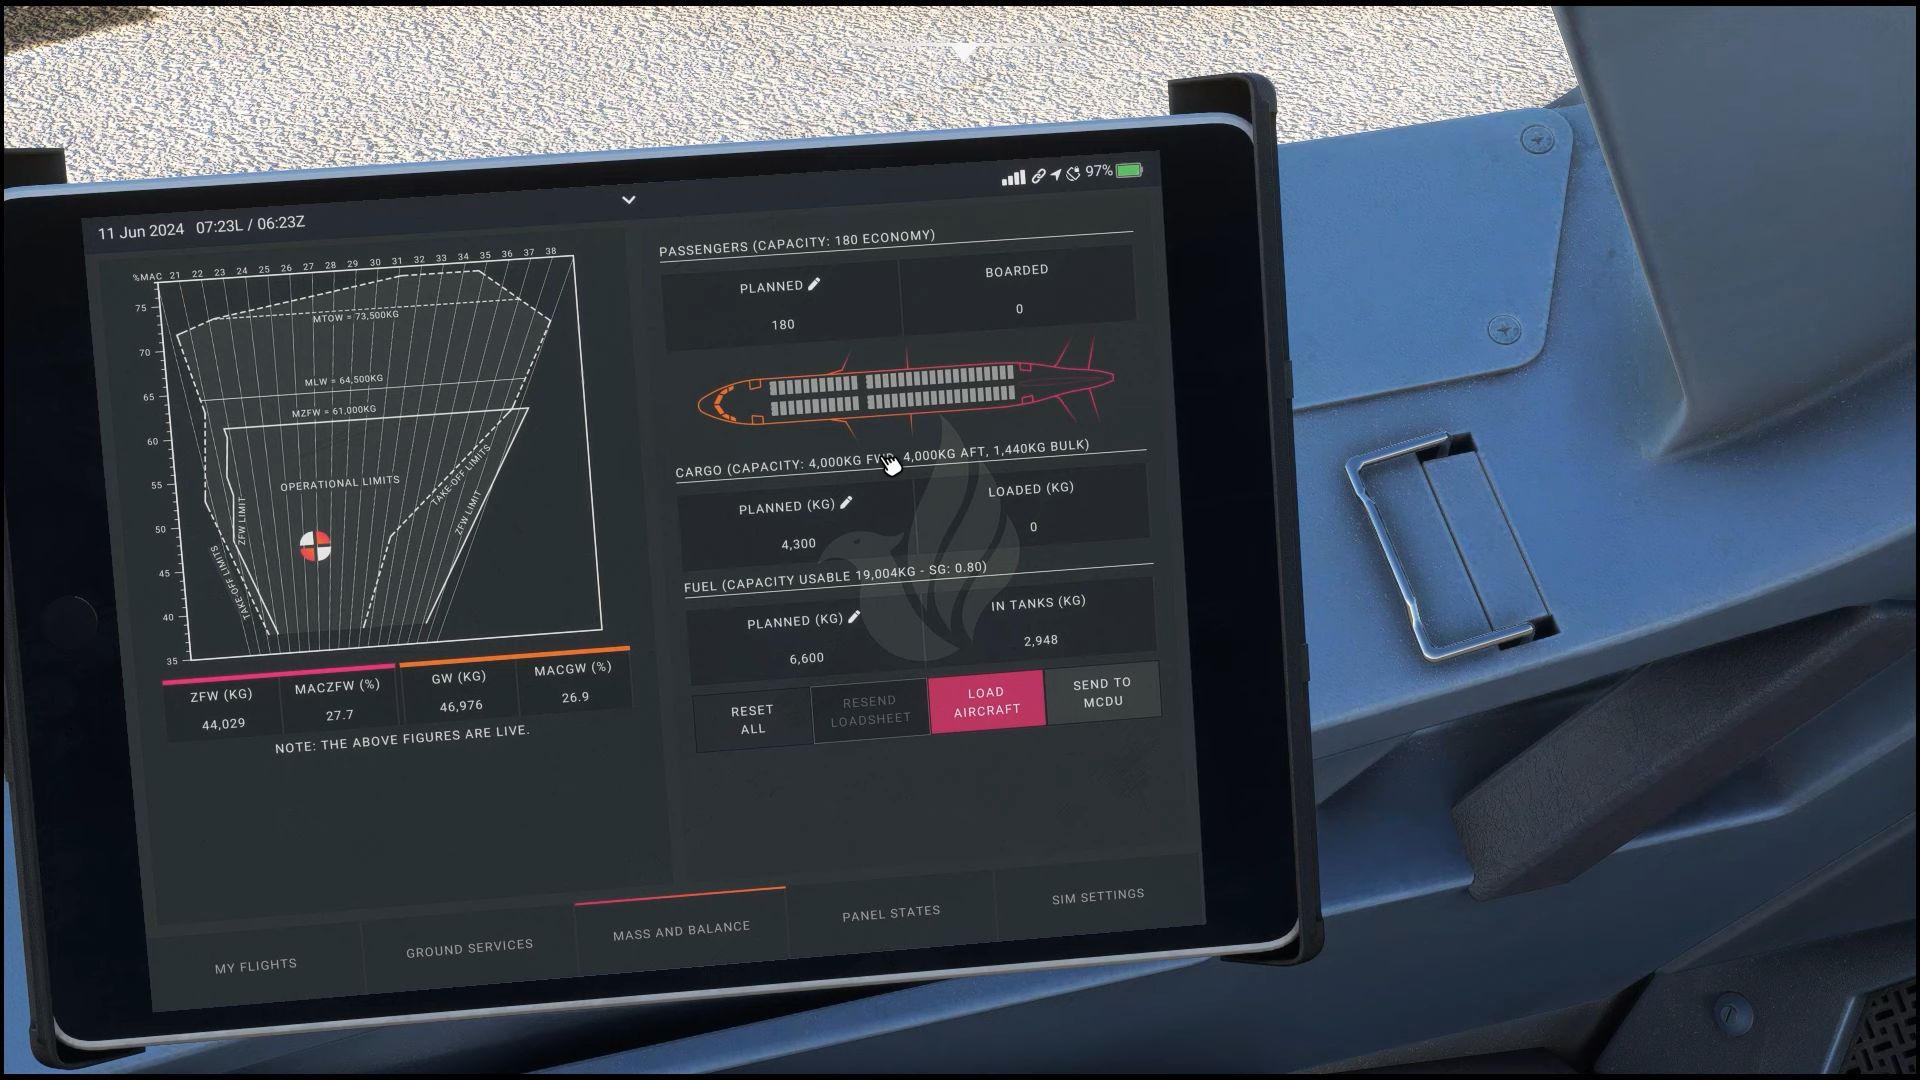 11 Jun 2024 07:23L / 06:23Z
97%
%MAC 21 22 23 24 25 26 27 28 29 30 31 32 33 34 35 36 37 38
75
70
65
60
55
50
45
40
35
MTOW = 73,500KG
MLW = 64,500KG
MZFW = 61,000KG
OPERATIONAL LIMITS
TAKE-OFF LIMITS
ZFW LIMIT
ZFW LIMIT
TAKE-OFF LIMITS
ZFW (KG)
44,029
MACZFW (%)
27.7
GW (KG)
46,976
MACGW (%)
26.9
NOTE: THE ABOVE FIGURES ARE LIVE.
PASSENGERS (CAPACITY: 180 ECONOMY)
PLANNED
180
BOARDED
0
CARGO (CAPACITY: 4,000KG FWD, 4,000KG AFT, 1,440KG BULK)
PLANNED (KG)
4,300
LOADED (KG)
0
FUEL (CAPACITY USABLE 19,004KG - SG: 0.80)
PLANNED (KG)
6,600
IN TANKS (KG)
2,948
RESET
ALL
RESEND
LOADSHEET
LOAD
AIRCRAFT
SEND TO
MCDU
MY FLIGHTS
GROUND SERVICES
MASS AND BALANCE
PANEL STATES
SIM SETTINGS